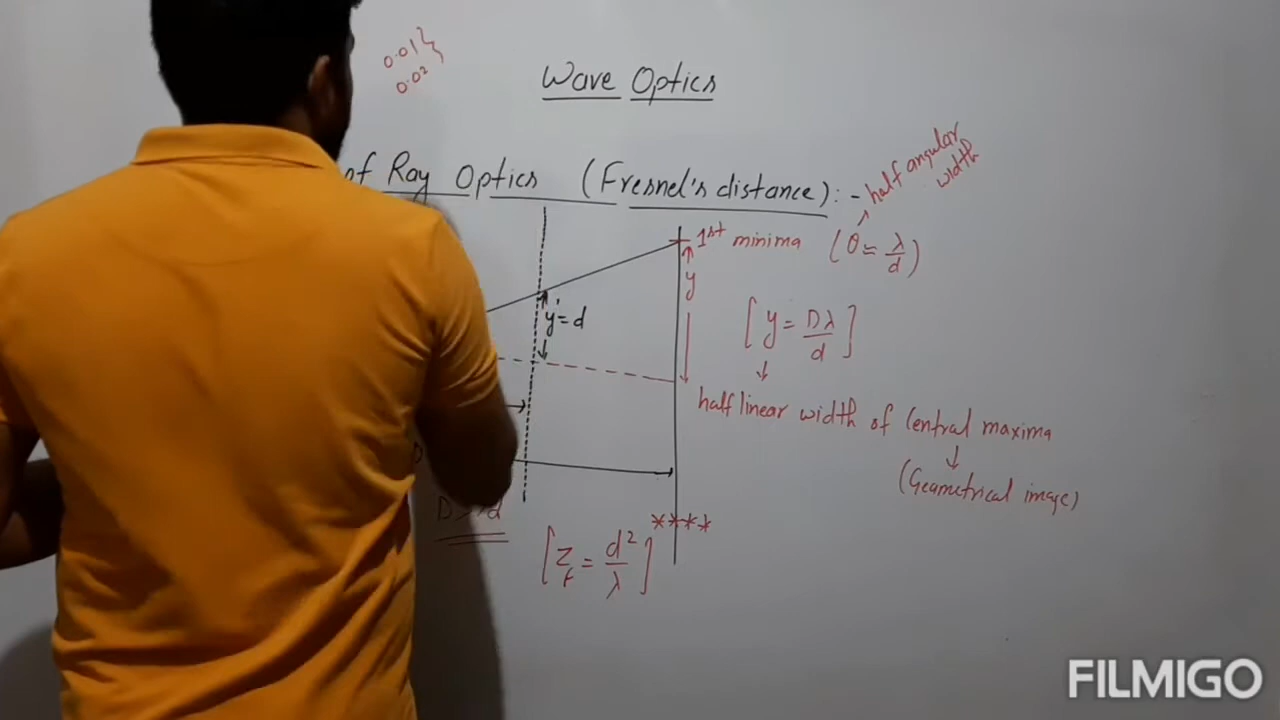 0.01 }
0.02
Wave Optics
of Ray Optics (Fresnel's distance): - half angular
width
1st minima (θ ≈ λ/d)
y
y' = d
[y = Dλ/d]
half linear width of Central maxima
(Geametrical image)
****
[Z_f = d²/λ]
FILMIGO